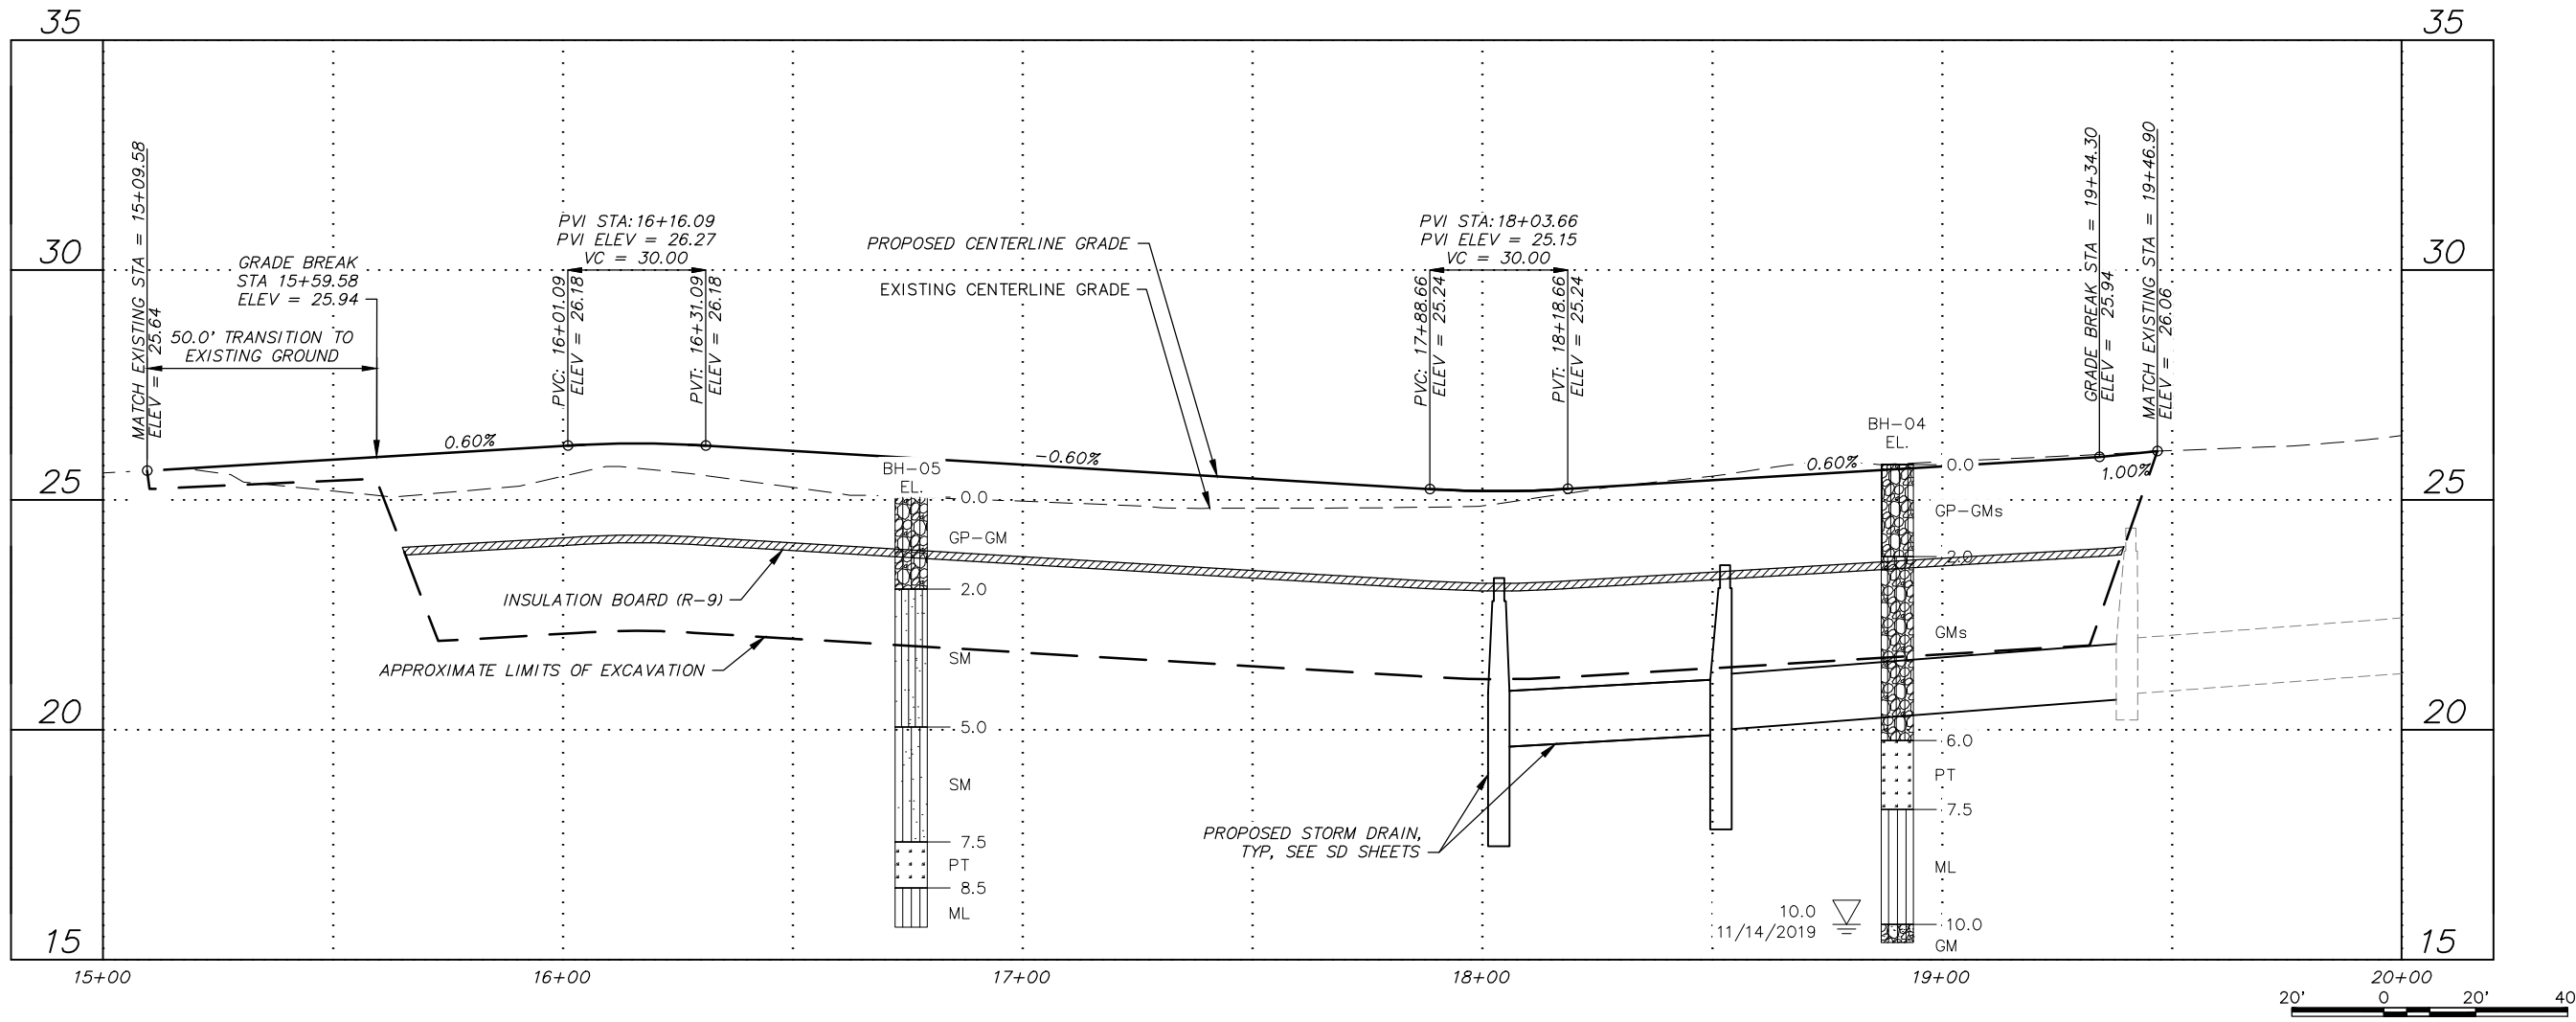 35
35
MATCH EXISTING STA = 15+09.58
ELEV = 25.64
GRADE BREAK
STA 15+59.58
ELEV = 25.94
50.0' TRANSITION TO
EXISTING GROUND
PVI STA:16+16.09
PVI ELEV = 26.27
VC = 30.00
PVC: 16+01.09
ELEV = 26.18
PVT: 16+31.09
ELEV = 26.18
PROPOSED CENTERLINE GRADE
EXISTING CENTERLINE GRADE
PVI STA:18+03.66
PVI ELEV = 25.15
VC = 30.00
PVC: 17+88.66
ELEV = 25.24
PVT: 18+18.66
ELEV = 25.24
GRADE BREAK STA = 19+34.30
ELEV = 25.94
MATCH EXISTING STA = 19+46.90
ELEV = 26.06
30
30
0.60%
-0.60%
0.60%
1.00%
25
25
BH-05
EL.
0.0
GP-GM
2.0
SM
5.0
SM
7.5
PT
8.5
ML
BH-04
EL.
0.0
GP-GMs
2.0
GMs
6.0
PT
7.5
ML
10.0
GM
10.0
11/14/2019
INSULATION BOARD (R-9)
APPROXIMATE LIMITS OF EXCAVATION
PROPOSED STORM DRAIN,
TYP, SEE SD SHEETS
20
20
15
15
15+00
16+00
17+00
18+00
19+00
20+00
20'
0
20'
40